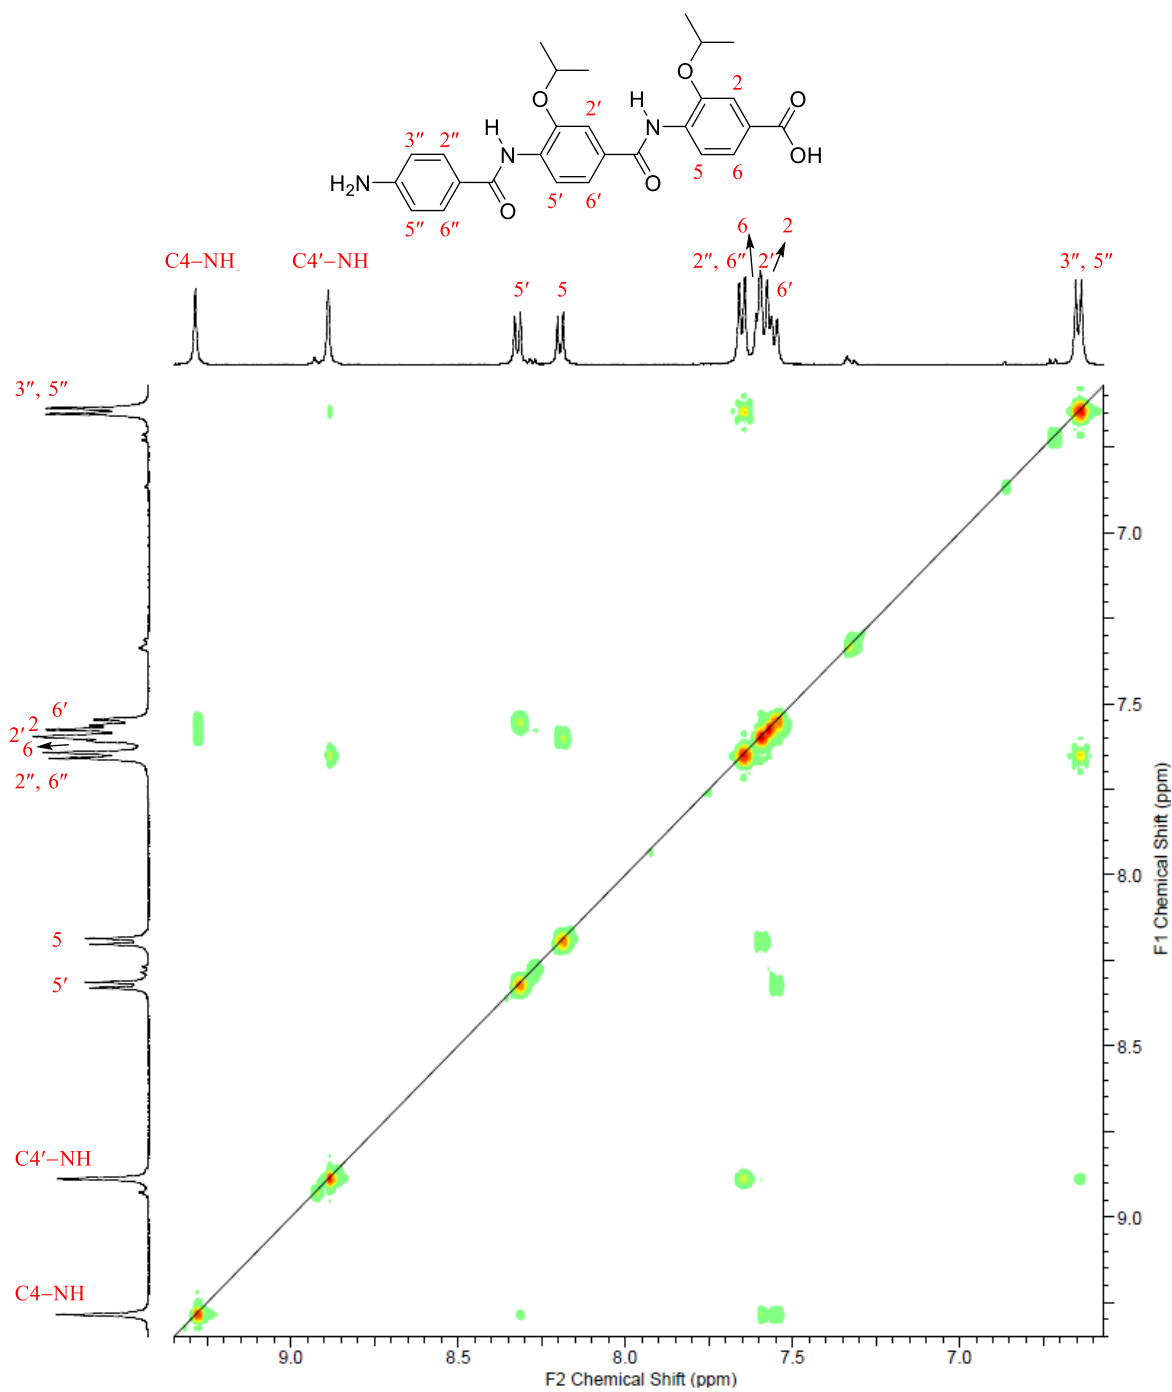 O
O
2
O
H
N
2′
H
N
3″
2″
O
OH
5
6
H₂N
O
5′
6′
5″
6″
O
6
2
C4–NH
C4′–NH
2″, 6″
2′
3″, 5″
5′
5
6′
3″, 5″
6′
2
2′
6
2″, 6″
5
5′
C4′–NH
C4–NH
7.0
7.5
8.0
8.5
9.0
F1 Chemical Shift (ppm)
9.0
8.5
8.0
7.5
7.0
F2 Chemical Shift (ppm)